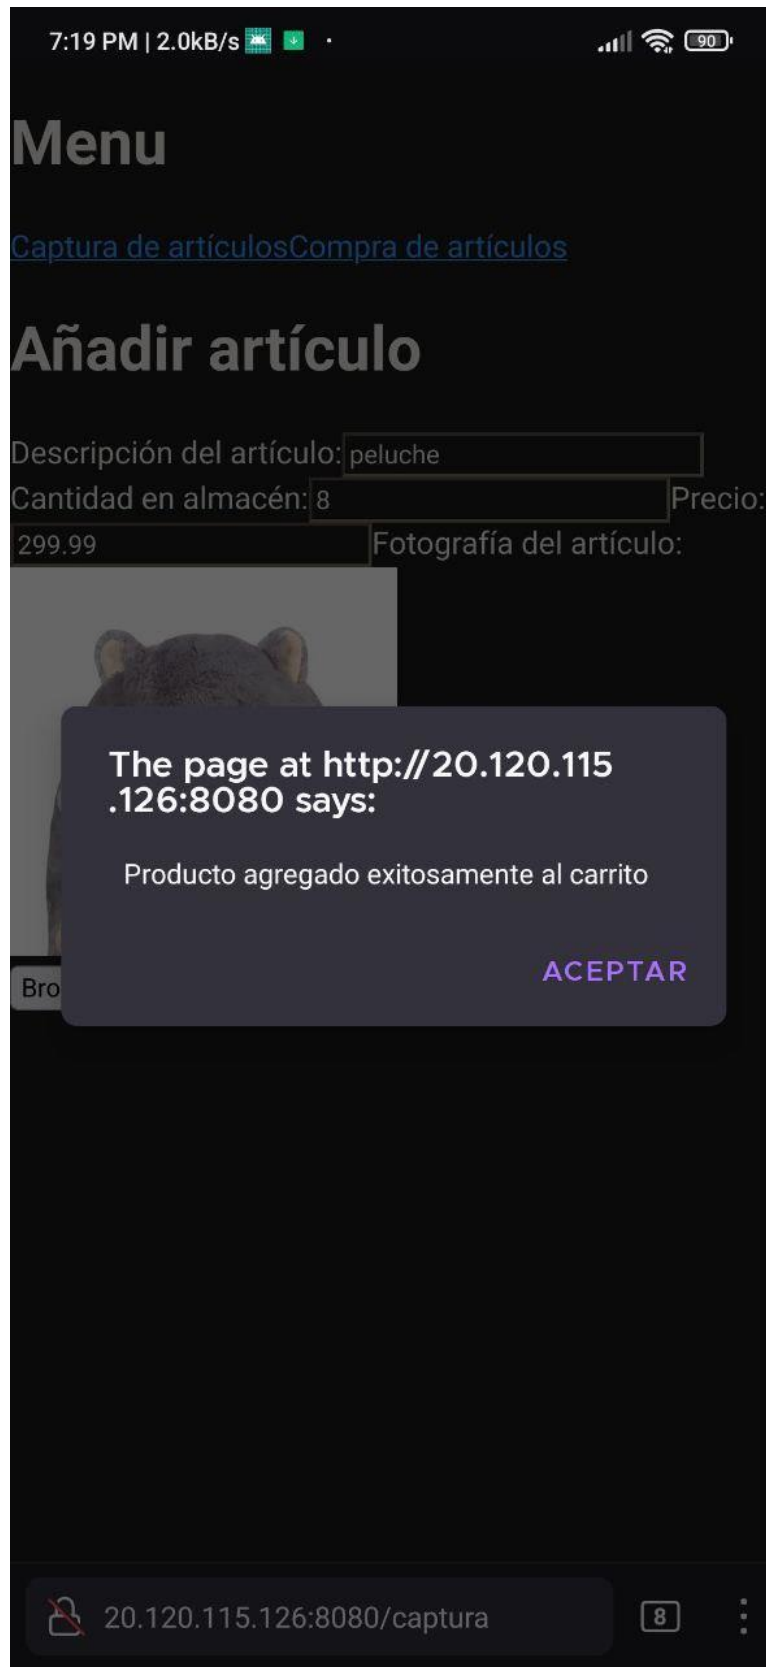 7:19 PM | 2.0kB/s
90
Menu
Captura de artículosCompra de artículos
Añadir artículo
Descripción del artículo: peluche
Cantidad en almacén: 8 Precio:
299.99 Fotografía del artículo:
The page at http://20.120.115
.126:8080 says:
Producto agregado exitosamente al carrito
ACEPTAR
Bro
20.120.115.126:8080/captura
8